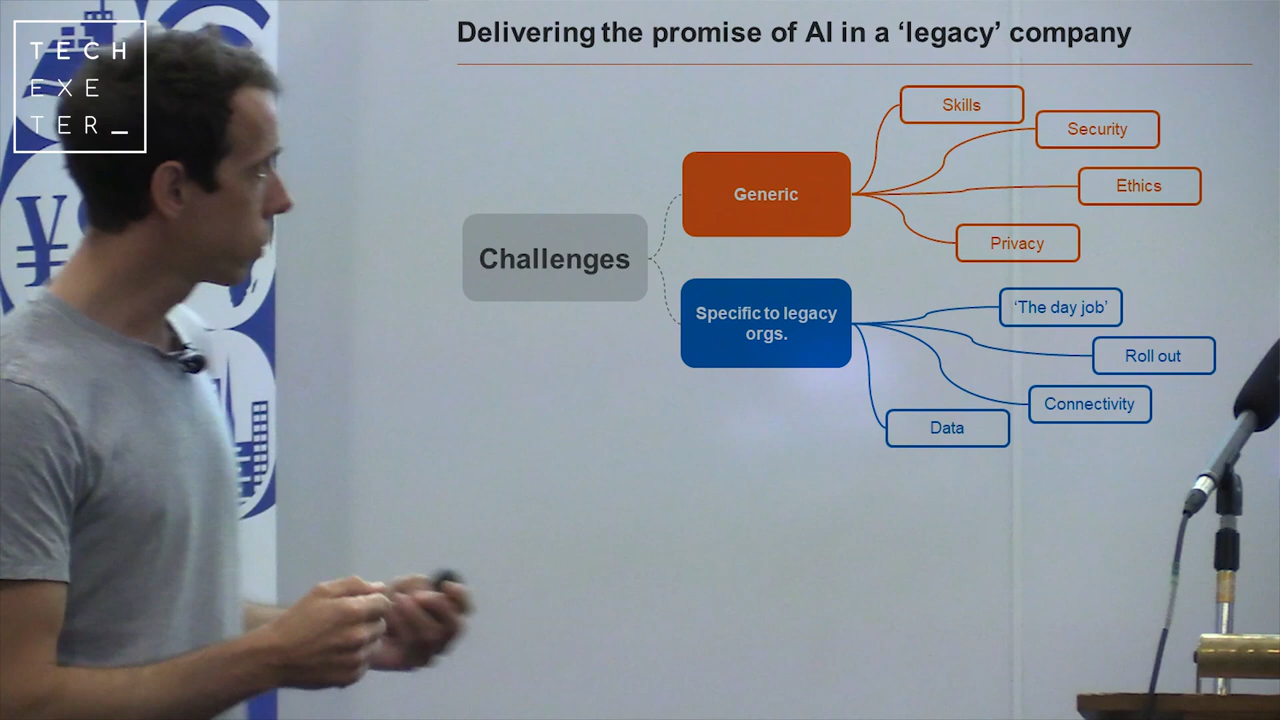 TECH
EXE
TER_
Delivering the promise of AI in a ‘legacy’ company
Challenges
Generic
Skills
Security
Ethics
Privacy
Specific to legacy
orgs.
‘The day job’
Roll out
Connectivity
Data
¥